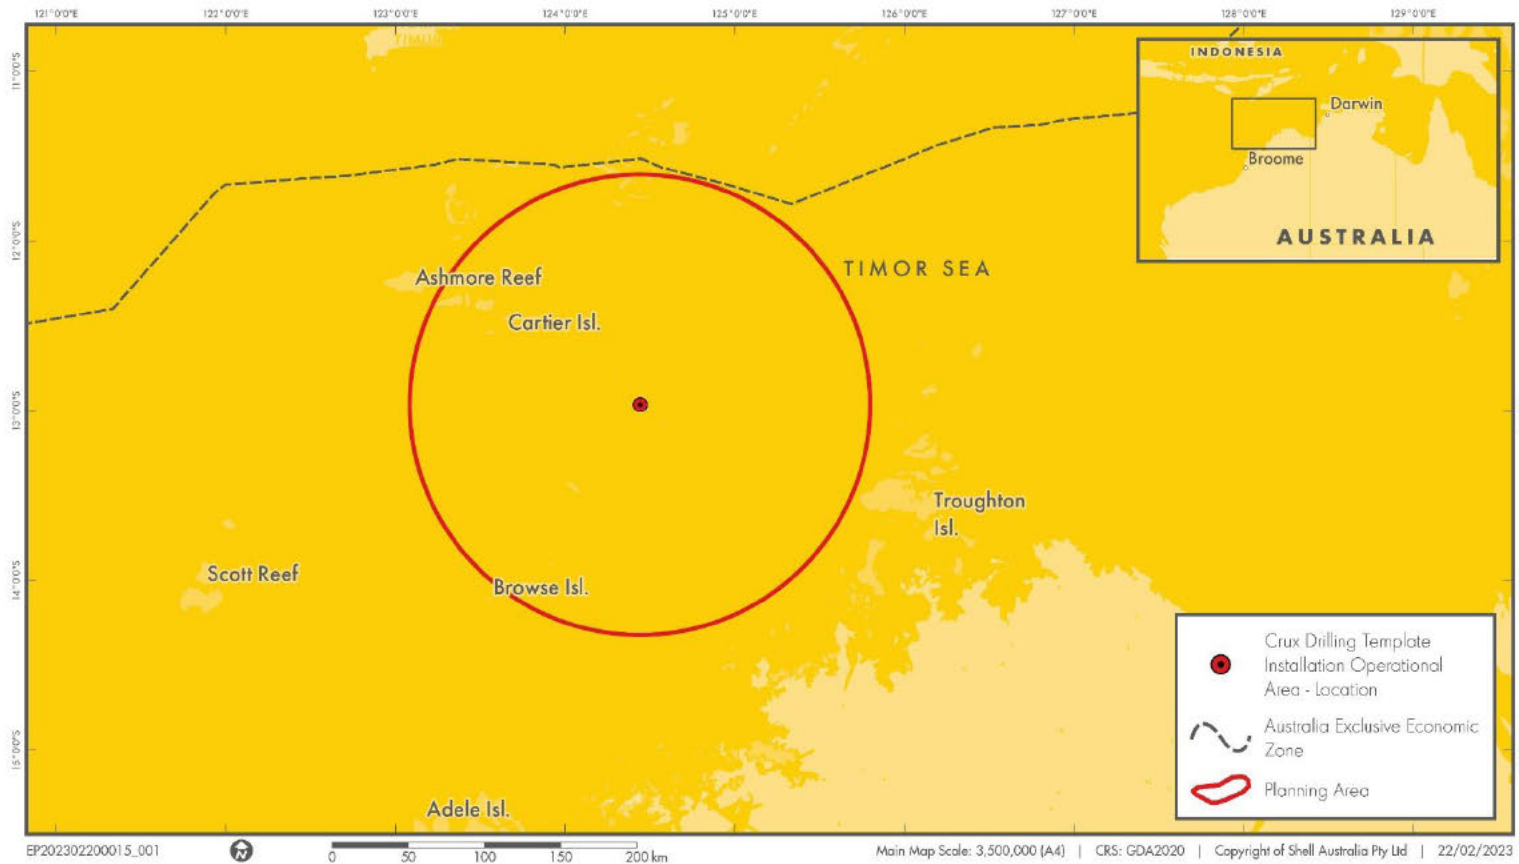 121°0'0"E 122°0'0"E 123°0'0"E 124°0'0"E 125°0'0"E 126°0'0"E 127°0'0"E 128°0'0"E 129°0'0"E
11°0'0"S
12°0'0"S
13°0'0"S
14°0'0"S
15°0'0"S
TIMOR
INDONESIA
Darwin
Broome
AUSTRALIA
TIMOR SEA
Ashmore Reef
Cartier Isl.
Troughton
Isl.
Scott Reef
Browse Isl.
Adele Isl.
Crux Drilling Template
Installation Operational
Area - Location
Australia Exclusive Economic
Zone
Planning Area
EP202302200015_001
N
0 50 100 150 200 km
Main Map Scale: 3,500,000 (A4) | CRS: GDA2020 | Copyright of Shell Australia Pty Ltd | 22/02/2023